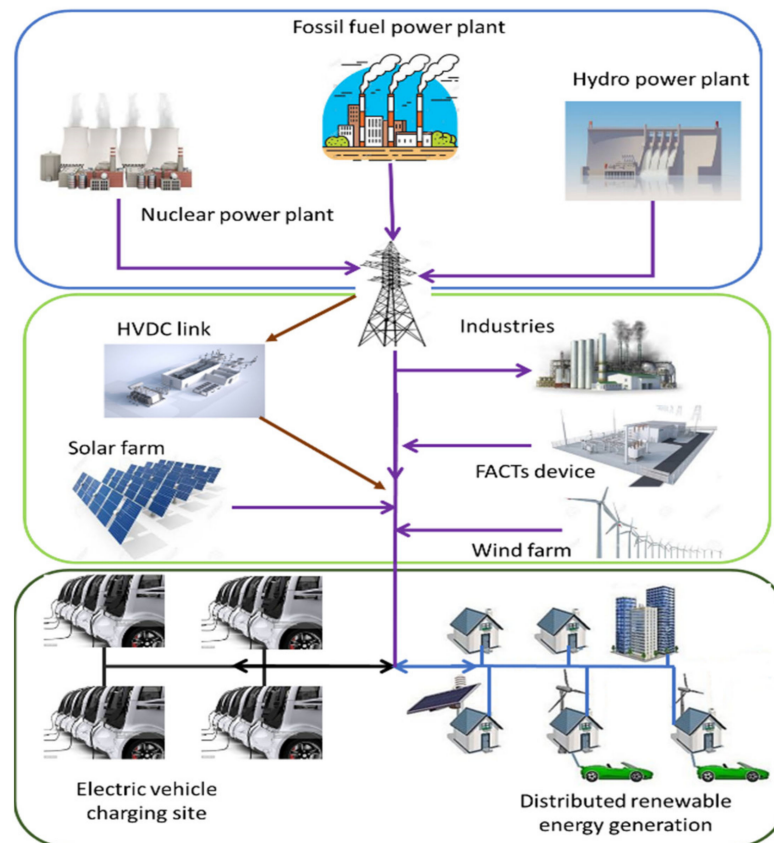 Fossil fuel power plant
Hydro power plant
Nuclear power plant
HVDC link
Industries
Solar farm
FACTs device
Wind farm
Electric vehicle
charging site
Distributed renewable
energy generation